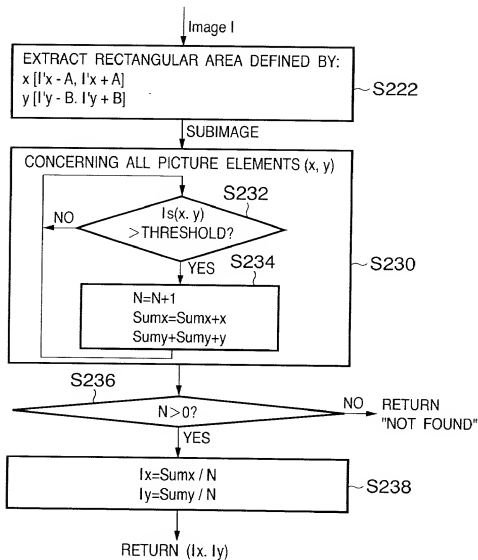 Image I
EXTRACT RECTANGULAR AREA DEFINED BY:
x [I'x - A, I'x + A]
y [I'y - B. I'y + B]
S222
SUBIMAGE
CONCERNING ALL PICTURE ELEMENTS (x, y)
S232
NO
Is(x. y)
>THRESHOLD?
YES
S234
S230
N=N+1
Sumx=Sumx+x
Sumy+Sumy+y
S236
N>0?
NO
RETURN
"NOT FOUND"
YES
Ix=Sumx / N
Iy=Sumy / N
S238
RETURN (Ix. Iy)